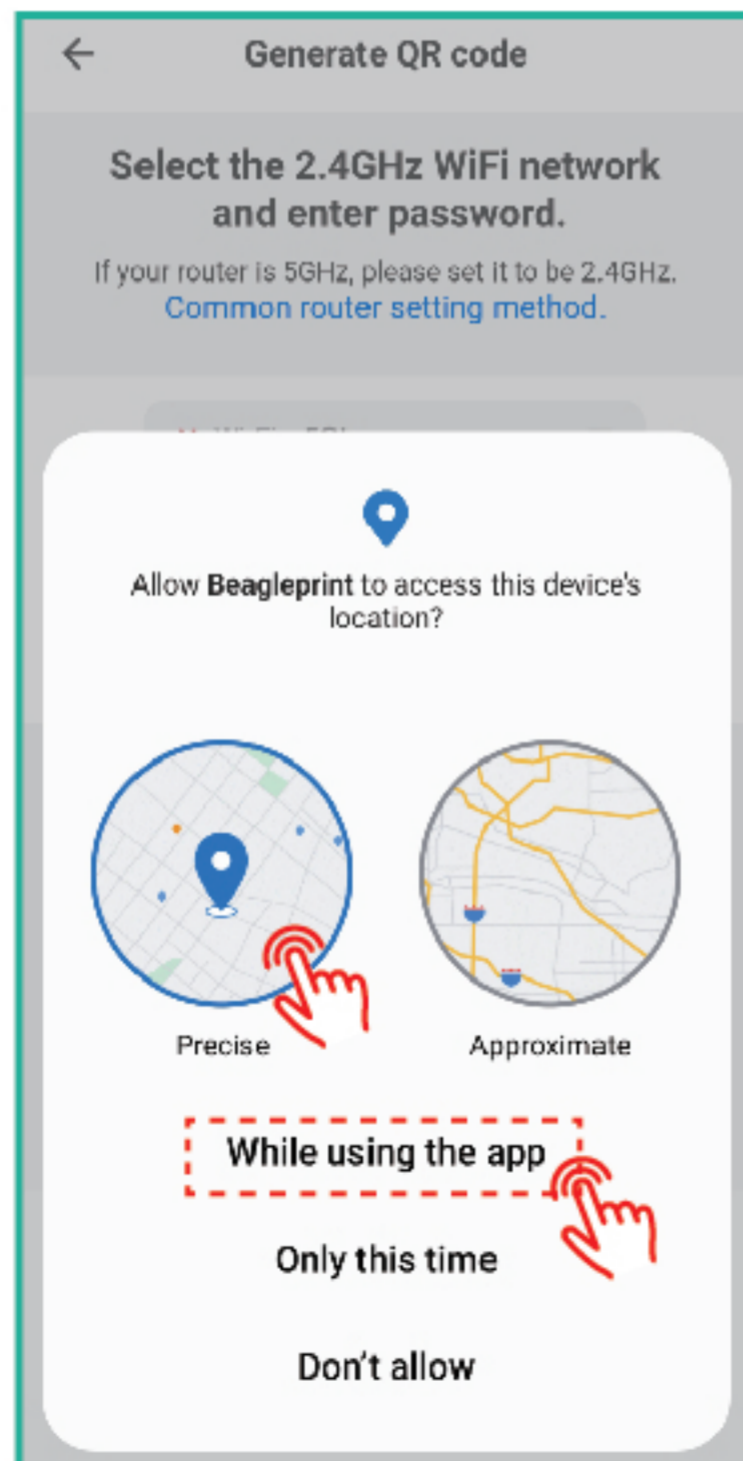 Generate QR code
Select the 2.4GHz WiFi network
and enter password.
If your router is 5GHz, please set it to be 2.4GHz.
Common router setting method.
Allow Beagleprint to access this device's
location?
Precise
Approximate
While using the app
Only this time
Don't allow